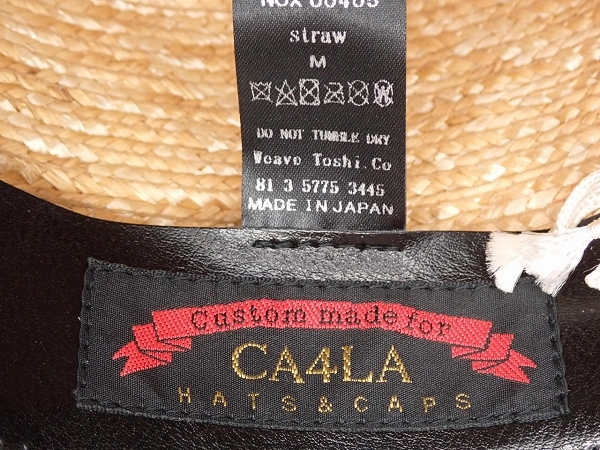 straw
M
DO NOT TUMBLE DRY
Weave Toshi.Co
81 3 5775 3445
MADE IN JAPAN
Custom made for
CA4LA
HATS & CAPS